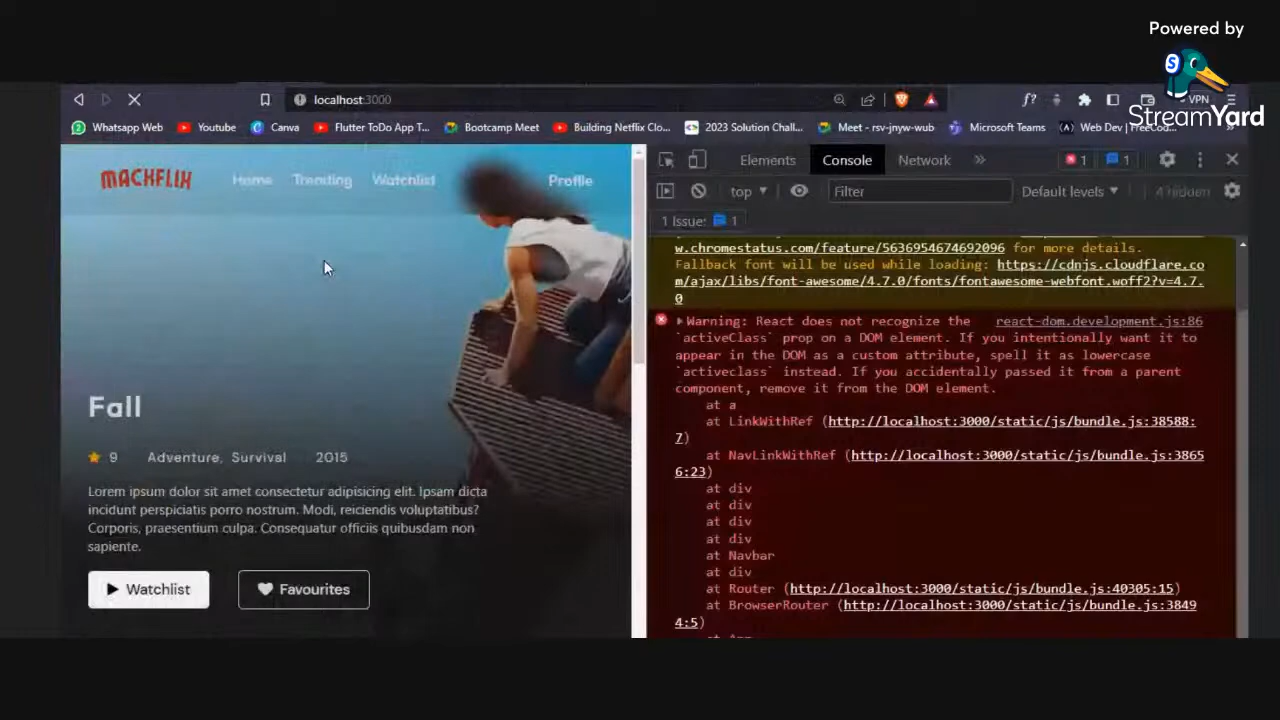 Powered by
StreamYard
localhost:3000
VPN
Whatsapp Web
Youtube
Canva
Flutter ToDo App T...
Bootcamp Meet
Building Netflix Clo...
2023 Solution Chall...
Meet - rsv-jnyw-wub
Microsoft Teams
Web Dev | FreeCod...
MACKFLIX
Home
Trending
Watchlist
Profile
Fall
9
Adventure, Survival
2015
Lorem ipsum dolor sit amet consectetur adipisicing elit. Ipsam dicta
incidunt perspiciatis porro nostrum. Modi, reiciendis voluptatibus?
Corporis, praesentium culpa. Consequatur officiis quibusdam non
sapiente.
Watchlist
Favourites
Elements
Console
Network
1
1
top
Filter
Default levels
4 hidden
1 Issue:
1
w.chromestatus.com/feature/5636954674692096 for more details.
Fallback font will be used while loading: https://cdnjs.cloudflare.co
m/ajax/libs/font-awesome/4.7.0/fonts/fontawesome-webfont.woff2?v=4.7.
0
Warning: React does not recognize the react-dom.development.js:86
`activeClass` prop on a DOM element. If you intentionally want it to
appear in the DOM as a custom attribute, spell it as lowercase
`activeclass` instead. If you accidentally passed it from a parent
component, remove it from the DOM element.
at a
at LinkWithRef (http://localhost:3000/static/js/bundle.js:38588:
7)
at NavLinkWithRef (http://localhost:3000/static/js/bundle.js:3865
6:23)
at div
at div
at div
at div
at Navbar
at div
at Router (http://localhost:3000/static/js/bundle.js:40305:15)
at BrowserRouter (http://localhost:3000/static/js/bundle.js:3849
4:5)